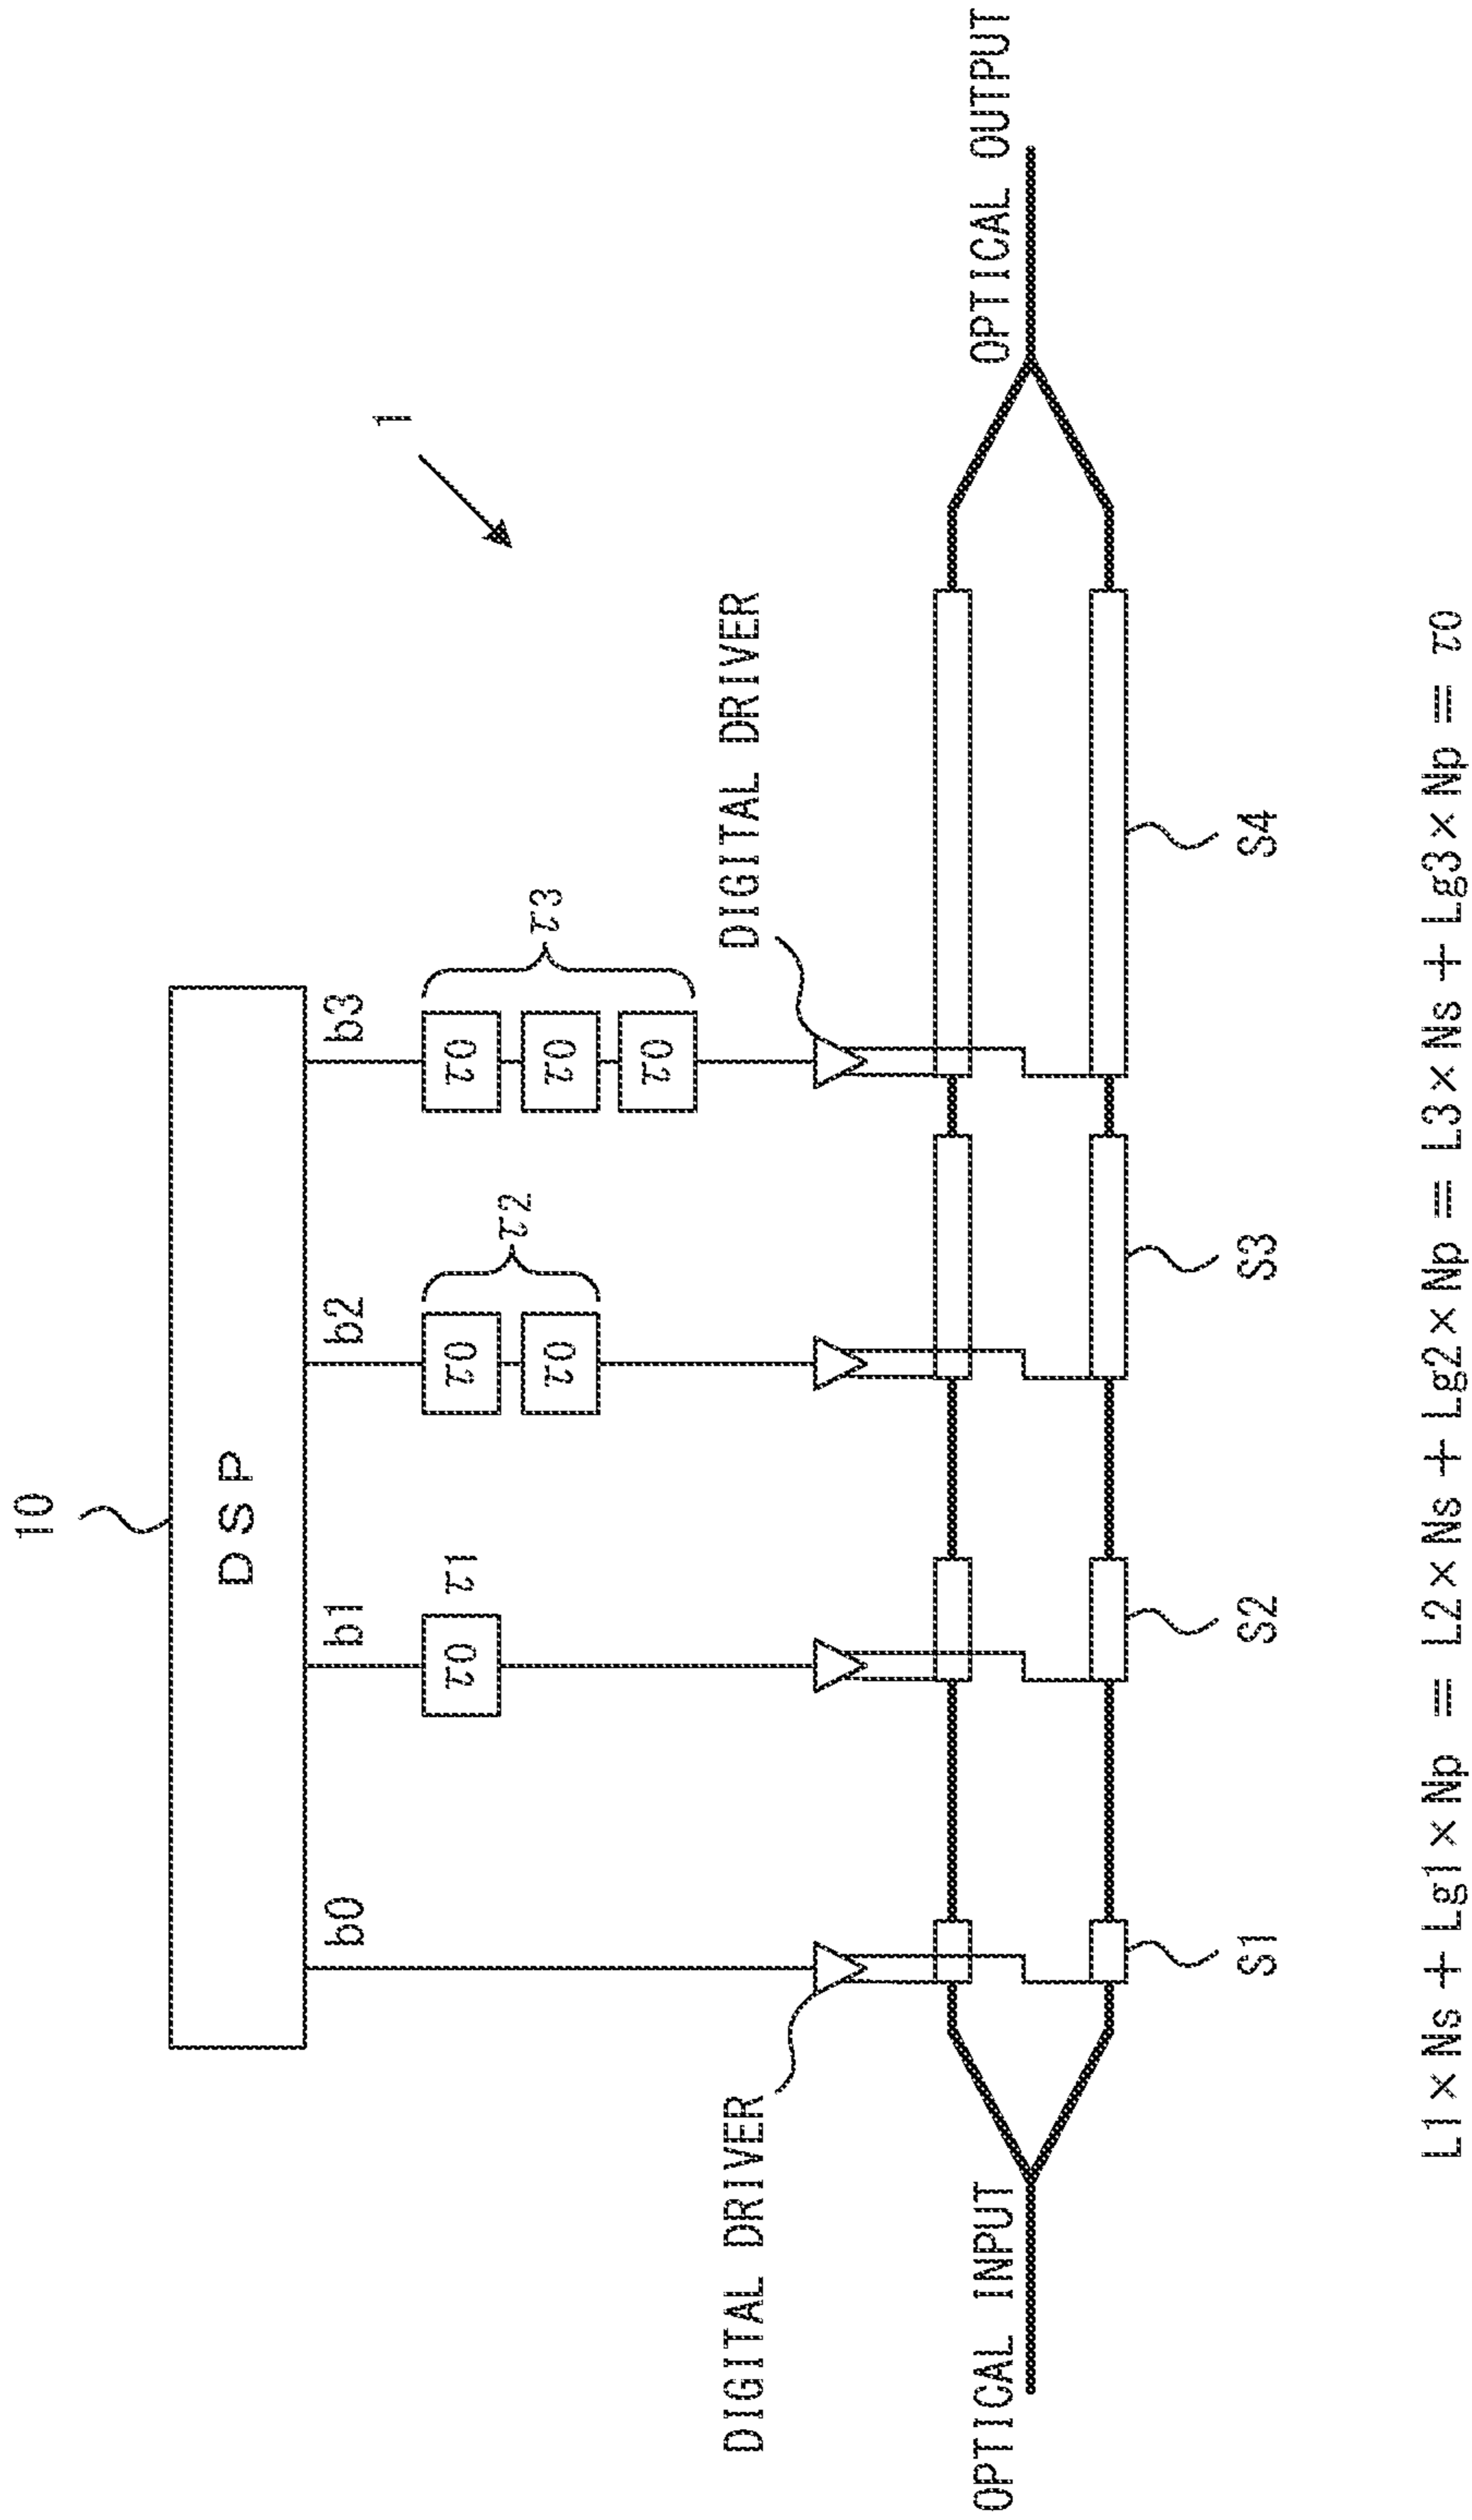 10
DSP
1
b0
b1
b2
b3
τ0
τ1
τ0
τ0
τ2
τ0
τ0
τ0
τ3
DIGITAL DRIVER
DIGITAL DRIVER
OPTICAL INPUT
OPTICAL OUTPUT
S1
S2
S3
S4
L1×Ns + Lg1×Np = L2×Ns + Lg2×Np = L3×Ns + Lg3×Np = τ0